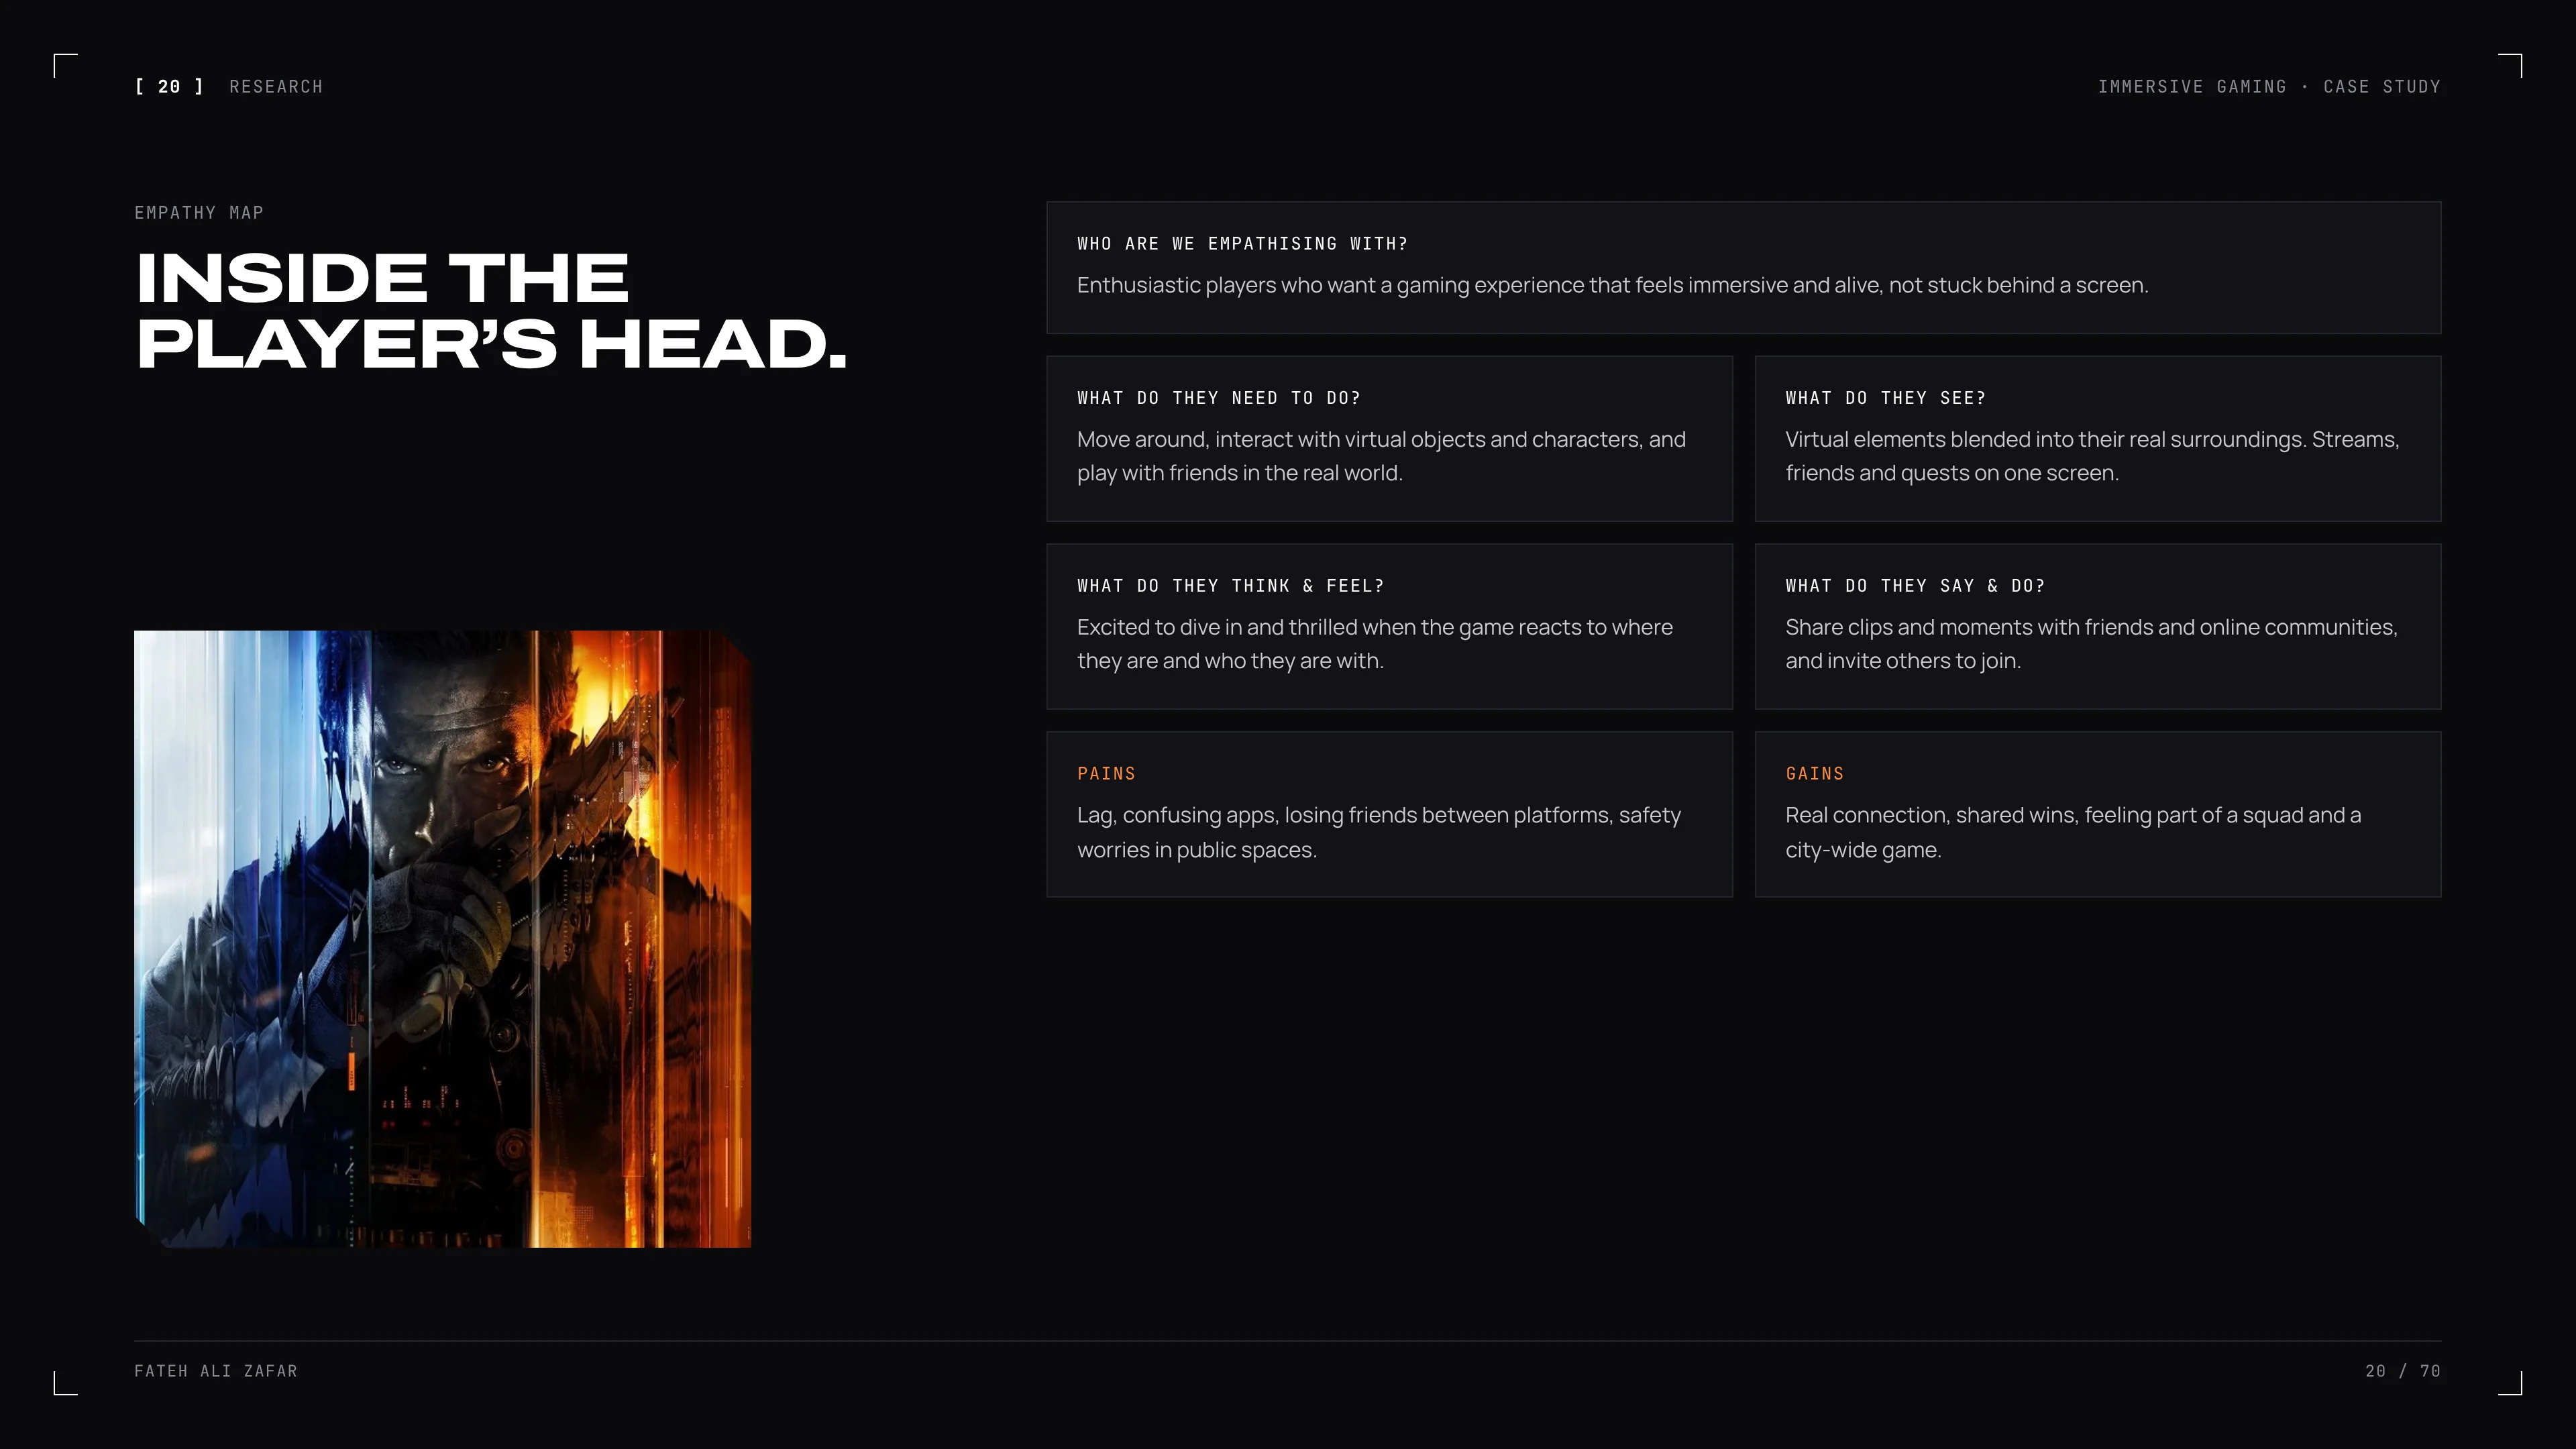 [ 20 ] RESEARCH
IMMERSIVE GAMING · CASE STUDY
EMPATHY MAP
INSIDE THE
PLAYER’S HEAD.
WHO ARE WE EMPATHISING WITH?
Enthusiastic players who want a gaming experience that feels immersive and alive, not stuck behind a screen.
WHAT DO THEY NEED TO DO?
Move around, interact with virtual objects and characters, and
play with friends in the real world.
WHAT DO THEY SEE?
Virtual elements blended into their real surroundings. Streams,
friends and quests on one screen.
WHAT DO THEY THINK & FEEL?
Excited to dive in and thrilled when the game reacts to where
they are and who they are with.
WHAT DO THEY SAY & DO?
Share clips and moments with friends and online communities,
and invite others to join.
PAINS
Lag, confusing apps, losing friends between platforms, safety
worries in public spaces.
GAINS
Real connection, shared wins, feeling part of a squad and a
city-wide game.
FATEH ALI ZAFAR
20 / 70